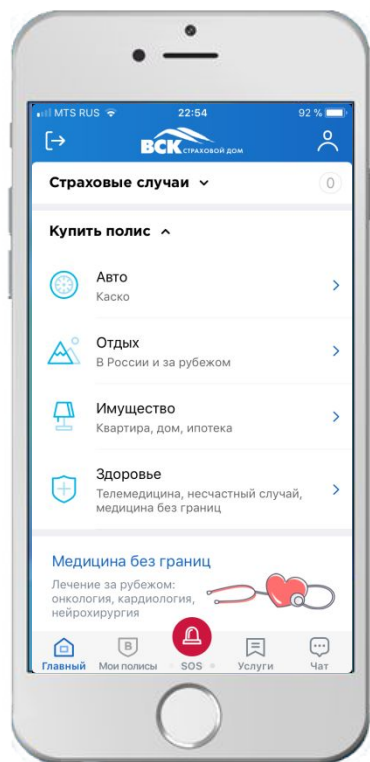 MTS RUS 22:54 92 %
ВСК СТРАХОВОЙ ДОМ
Страховые случаи 0
Купить полис
Авто
Каско
Отдых
В России и за рубежом
Имущество
Квартира, дом, ипотека
Здоровье
Телемедицина, несчастный случай,
медицина без границ
Медицина без границ
Лечение за рубежом:
онкология, кардиология,
нейрохирургия
В
Главный Мои полисы SOS Услуги Чат